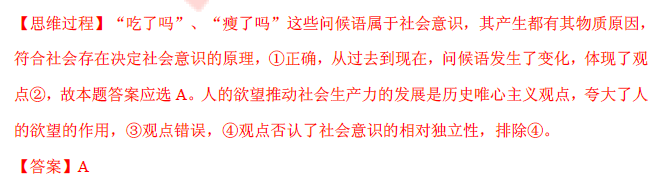 【思维过程】“吃了吗”、“瘦了吗”这些问候语属于社会意识，其产生都有其物质原因，
符合社会存在决定社会意识的原理，①正确，从过去到现在，问候语发生了变化，体现了观
点②，故本题答案应选 A。人的欲望推动社会生产力的发展是历史唯心主义观点，夸大了人
的欲望的作用，③观点错误，④观点否认了社会意识的相对独立性，排除④。
【答案】A